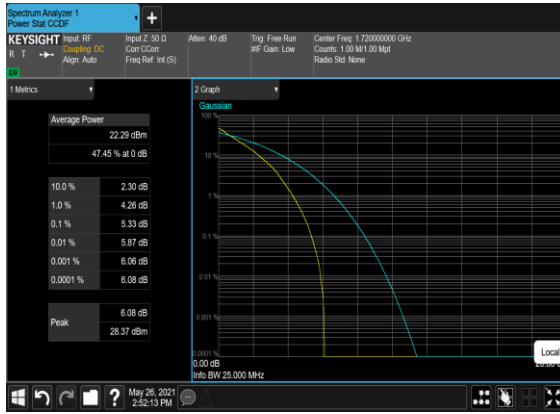 Spectrum Analyzer 1
Power Stat CCDF
KEYSIGHT
R T
LXI
Input: RF
Coupling: DC
Align: Auto
Input Z: 50 Ω
Corr CCorr
Freq Ref: Int (S)
Atten: 40 dB
Trig: Free Run
#IF Gain: Low
Center Freq: 1.720000000 GHz
Counts: 1.00 M/1.00 Mpt
Radio Std: None
1 Metrics
Average Power
22.29 dBm
47.45 % at 0 dB
10.0 % 2.30 dB
1.0 % 4.26 dB
0.1 % 5.33 dB
0.01 % 5.87 dB
0.001 % 6.06 dB
0.0001 % 6.08 dB
Peak
6.08 dB
28.37 dBm
2 Graph
Gaussian
100 %
10 %
1 %
0.1 %
0.01 %
0.001 %
0.0001 %
0.00 dB
Info BW 25.000 MHz
Local
May 26, 2021
2:52:13 PM